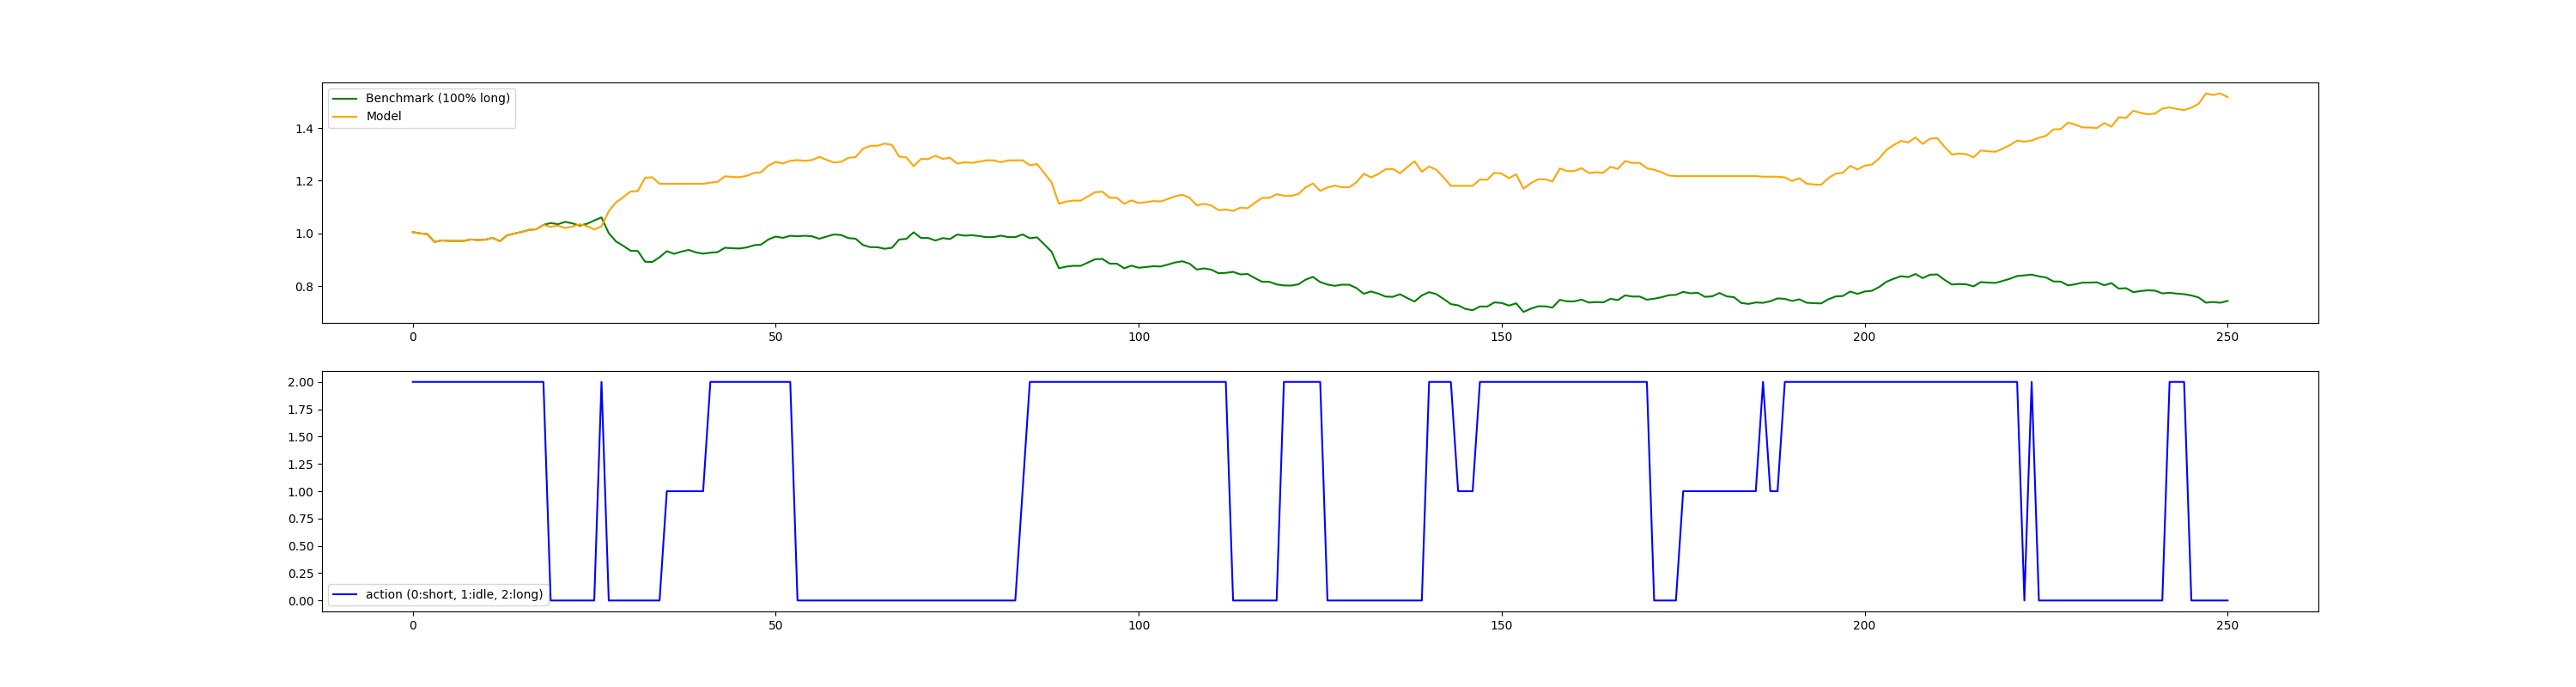 Benchmark (100% long)
Model
1.4
1.2
1.0
0.8
0 50 100 150 200 250
2.00
1.75
1.50
1.25
1.00
0.75
0.50
0.25
0.00
action (0:short, 1:idle, 2:long)
0 50 100 150 200 250